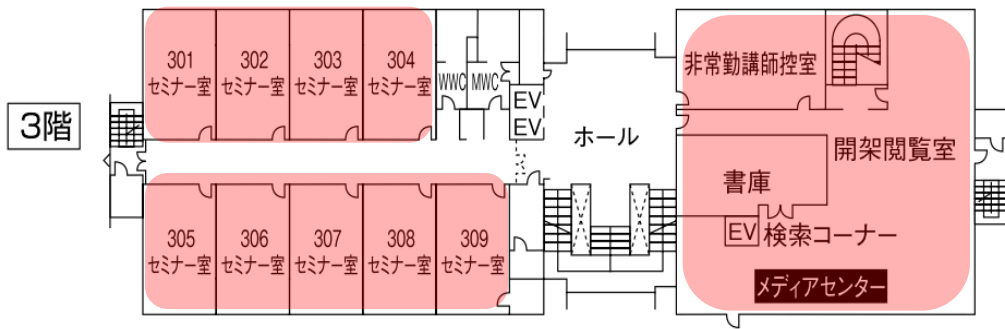 3階
301
セミナー室
302
セミナー室
303
セミナー室
304
セミナー室
WWC
MWC
EV
EV
ホール
非常勤講師控室
開架閲覧室
書庫
EV
検索コーナー
メディアセンター
305
セミナー室
306
セミナー室
307
セミナー室
308
セミナー室
309
セミナー室